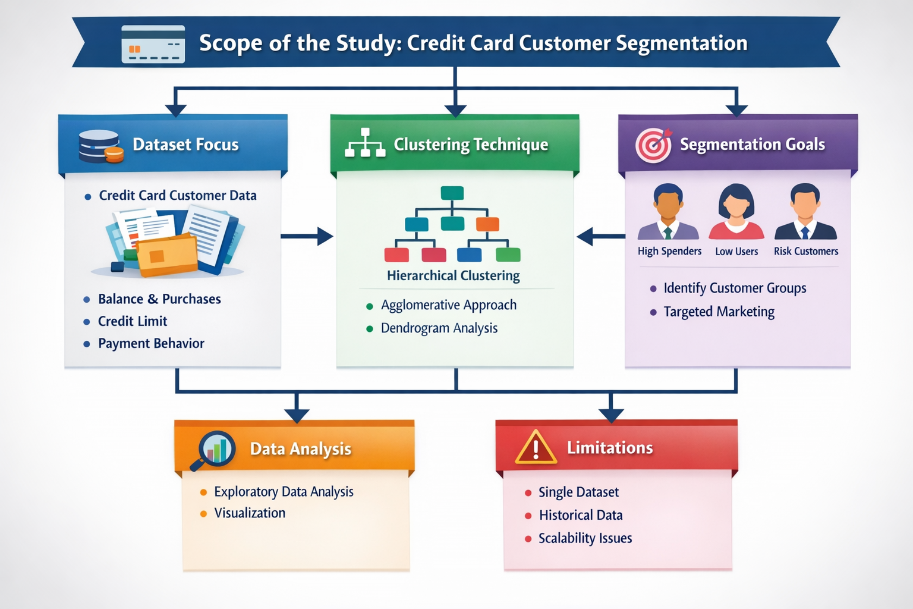 Scope of the Study: Credit Card Customer Segmentation
Dataset Focus
Credit Card Customer Data
Balance & Purchases
Credit Limit
Payment Behavior
Clustering Technique
Hierarchical Clustering
Agglomerative Approach
Dendrogram Analysis
Segmentation Goals
High Spenders
Low Users
Risk Customers
Identify Customer Groups
Targeted Marketing
Data Analysis
Exploratory Data Analysis
Visualization
Limitations
Single Dataset
Historical Data
Scalability Issues